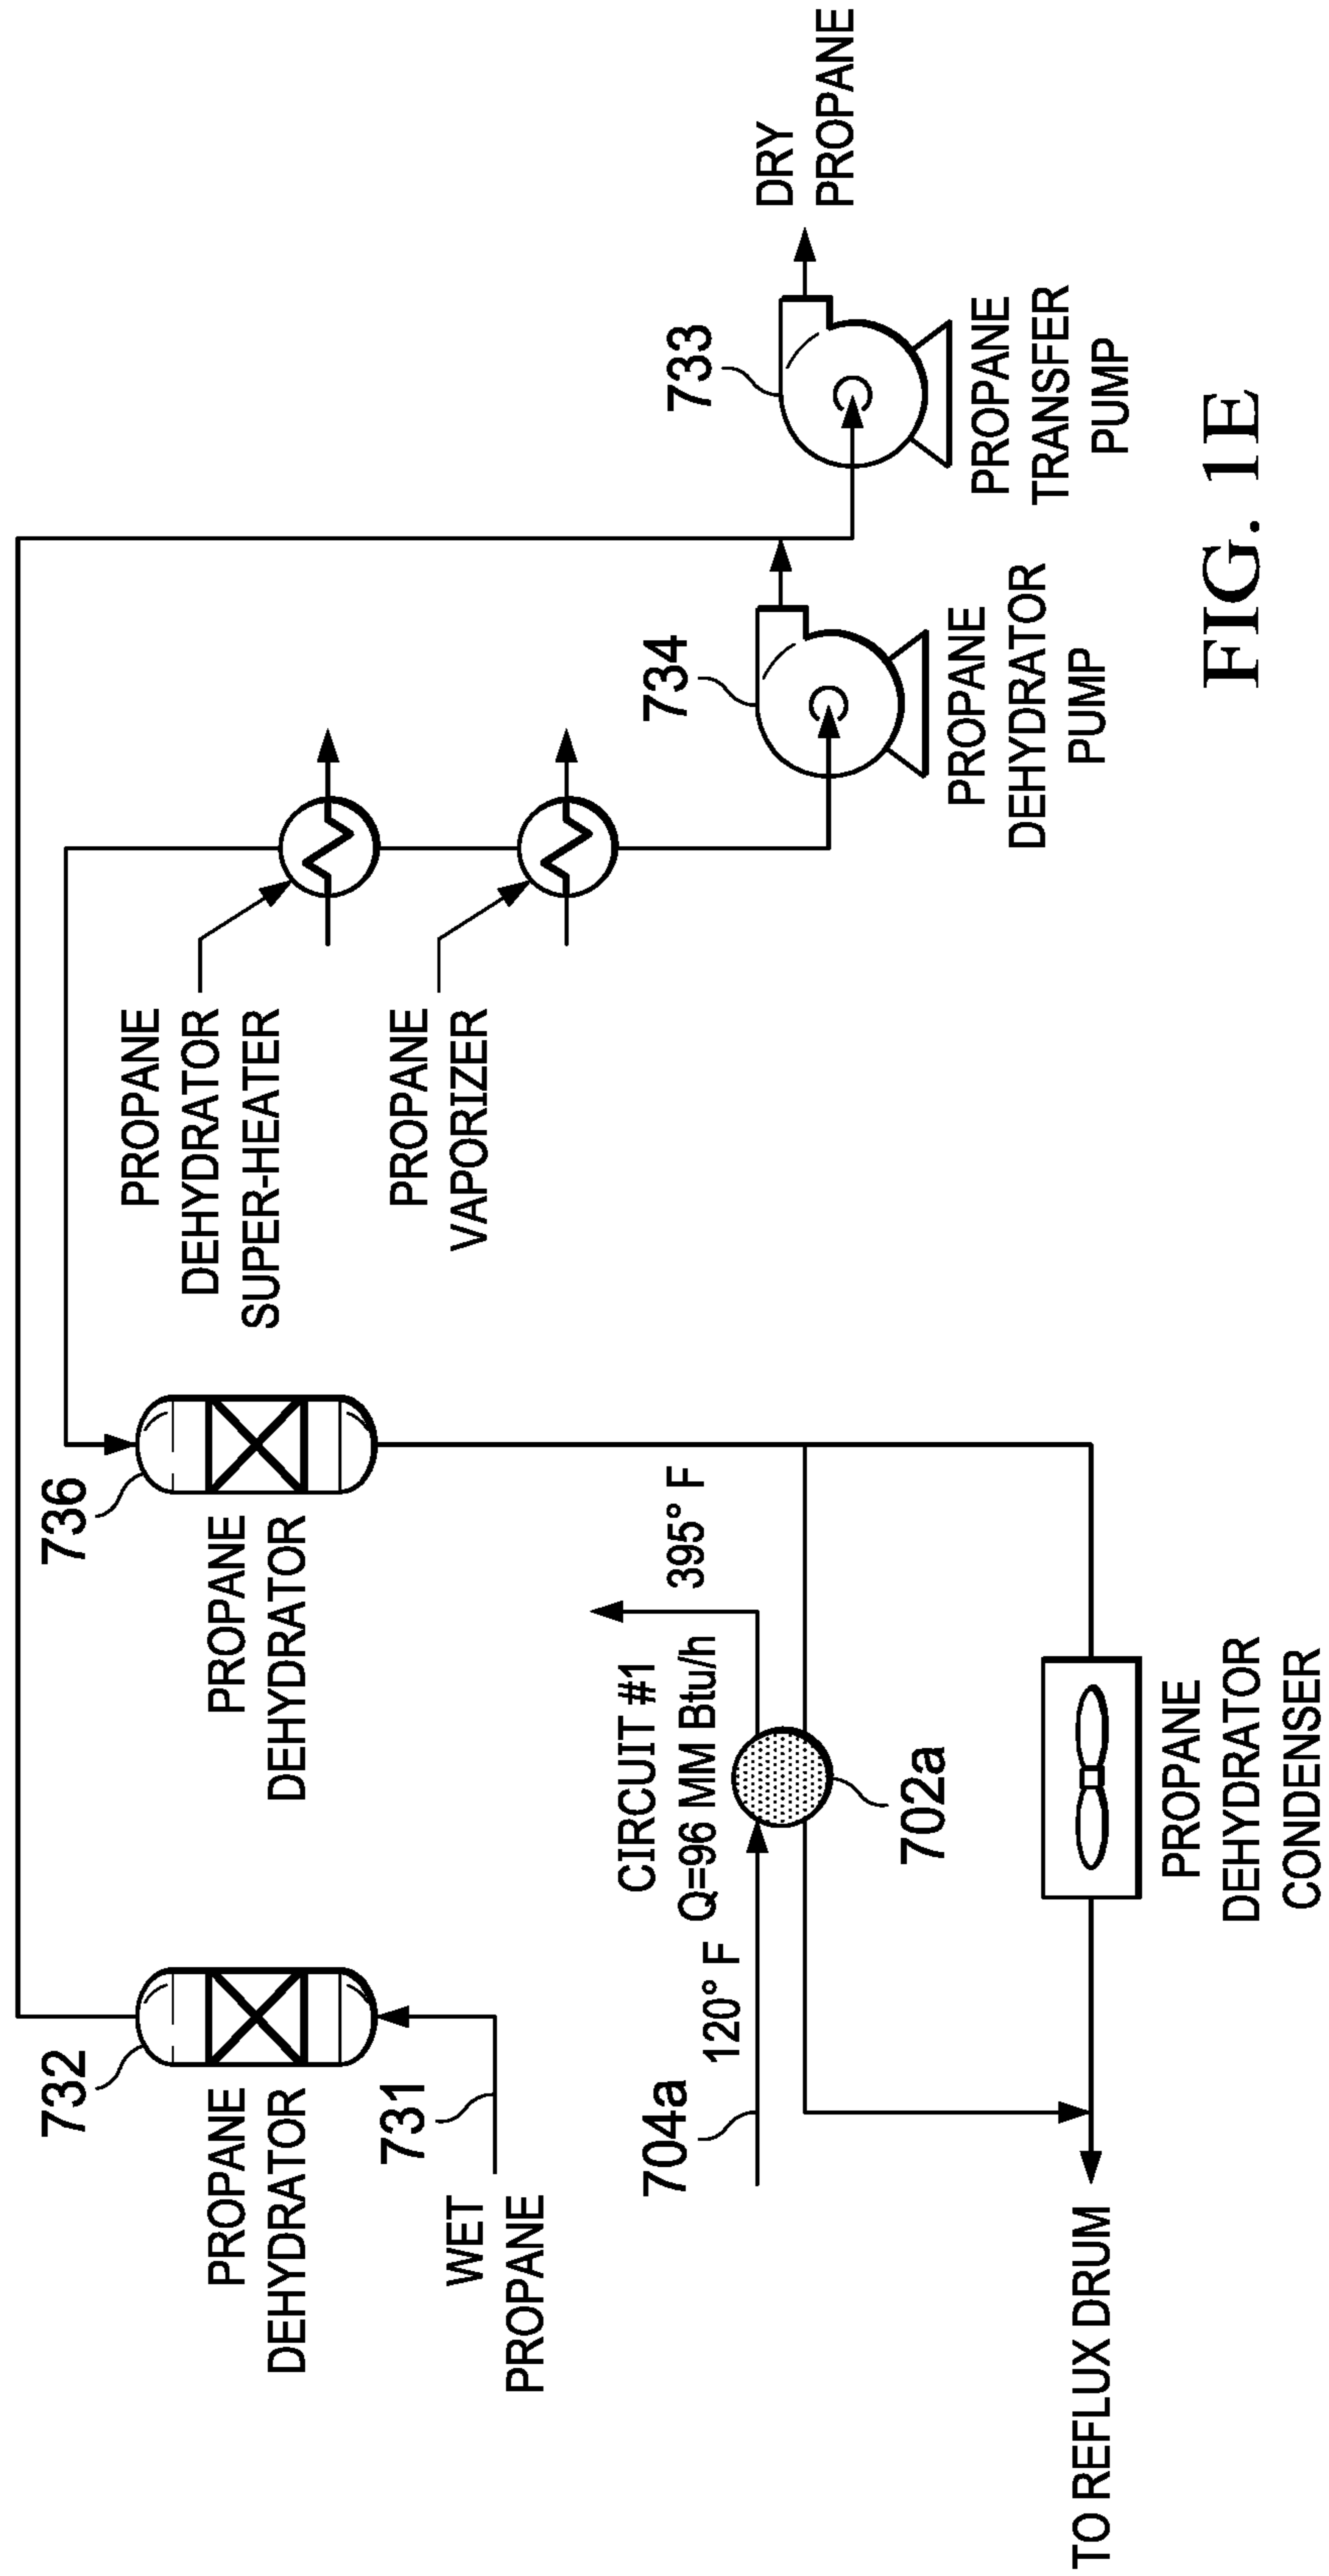 732
PROPANE
DEHYDRATOR
731
WET
PROPANE
736
PROPANE
DEHYDRATOR
PROPANE
DEHYDRATOR
SUPER-HEATER
PROPANE
VAPORIZER
704a
120° F
CIRCUIT #1
Q=96 MM Btu/h
395° F
702a
TO REFLUX DRUM
PROPANE
DEHYDRATOR
CONDENSER
734
PROPANE
DEHYDRATOR
PUMP
733
PROPANE
TRANSFER
PUMP
DRY
PROPANE
FIG. 1E